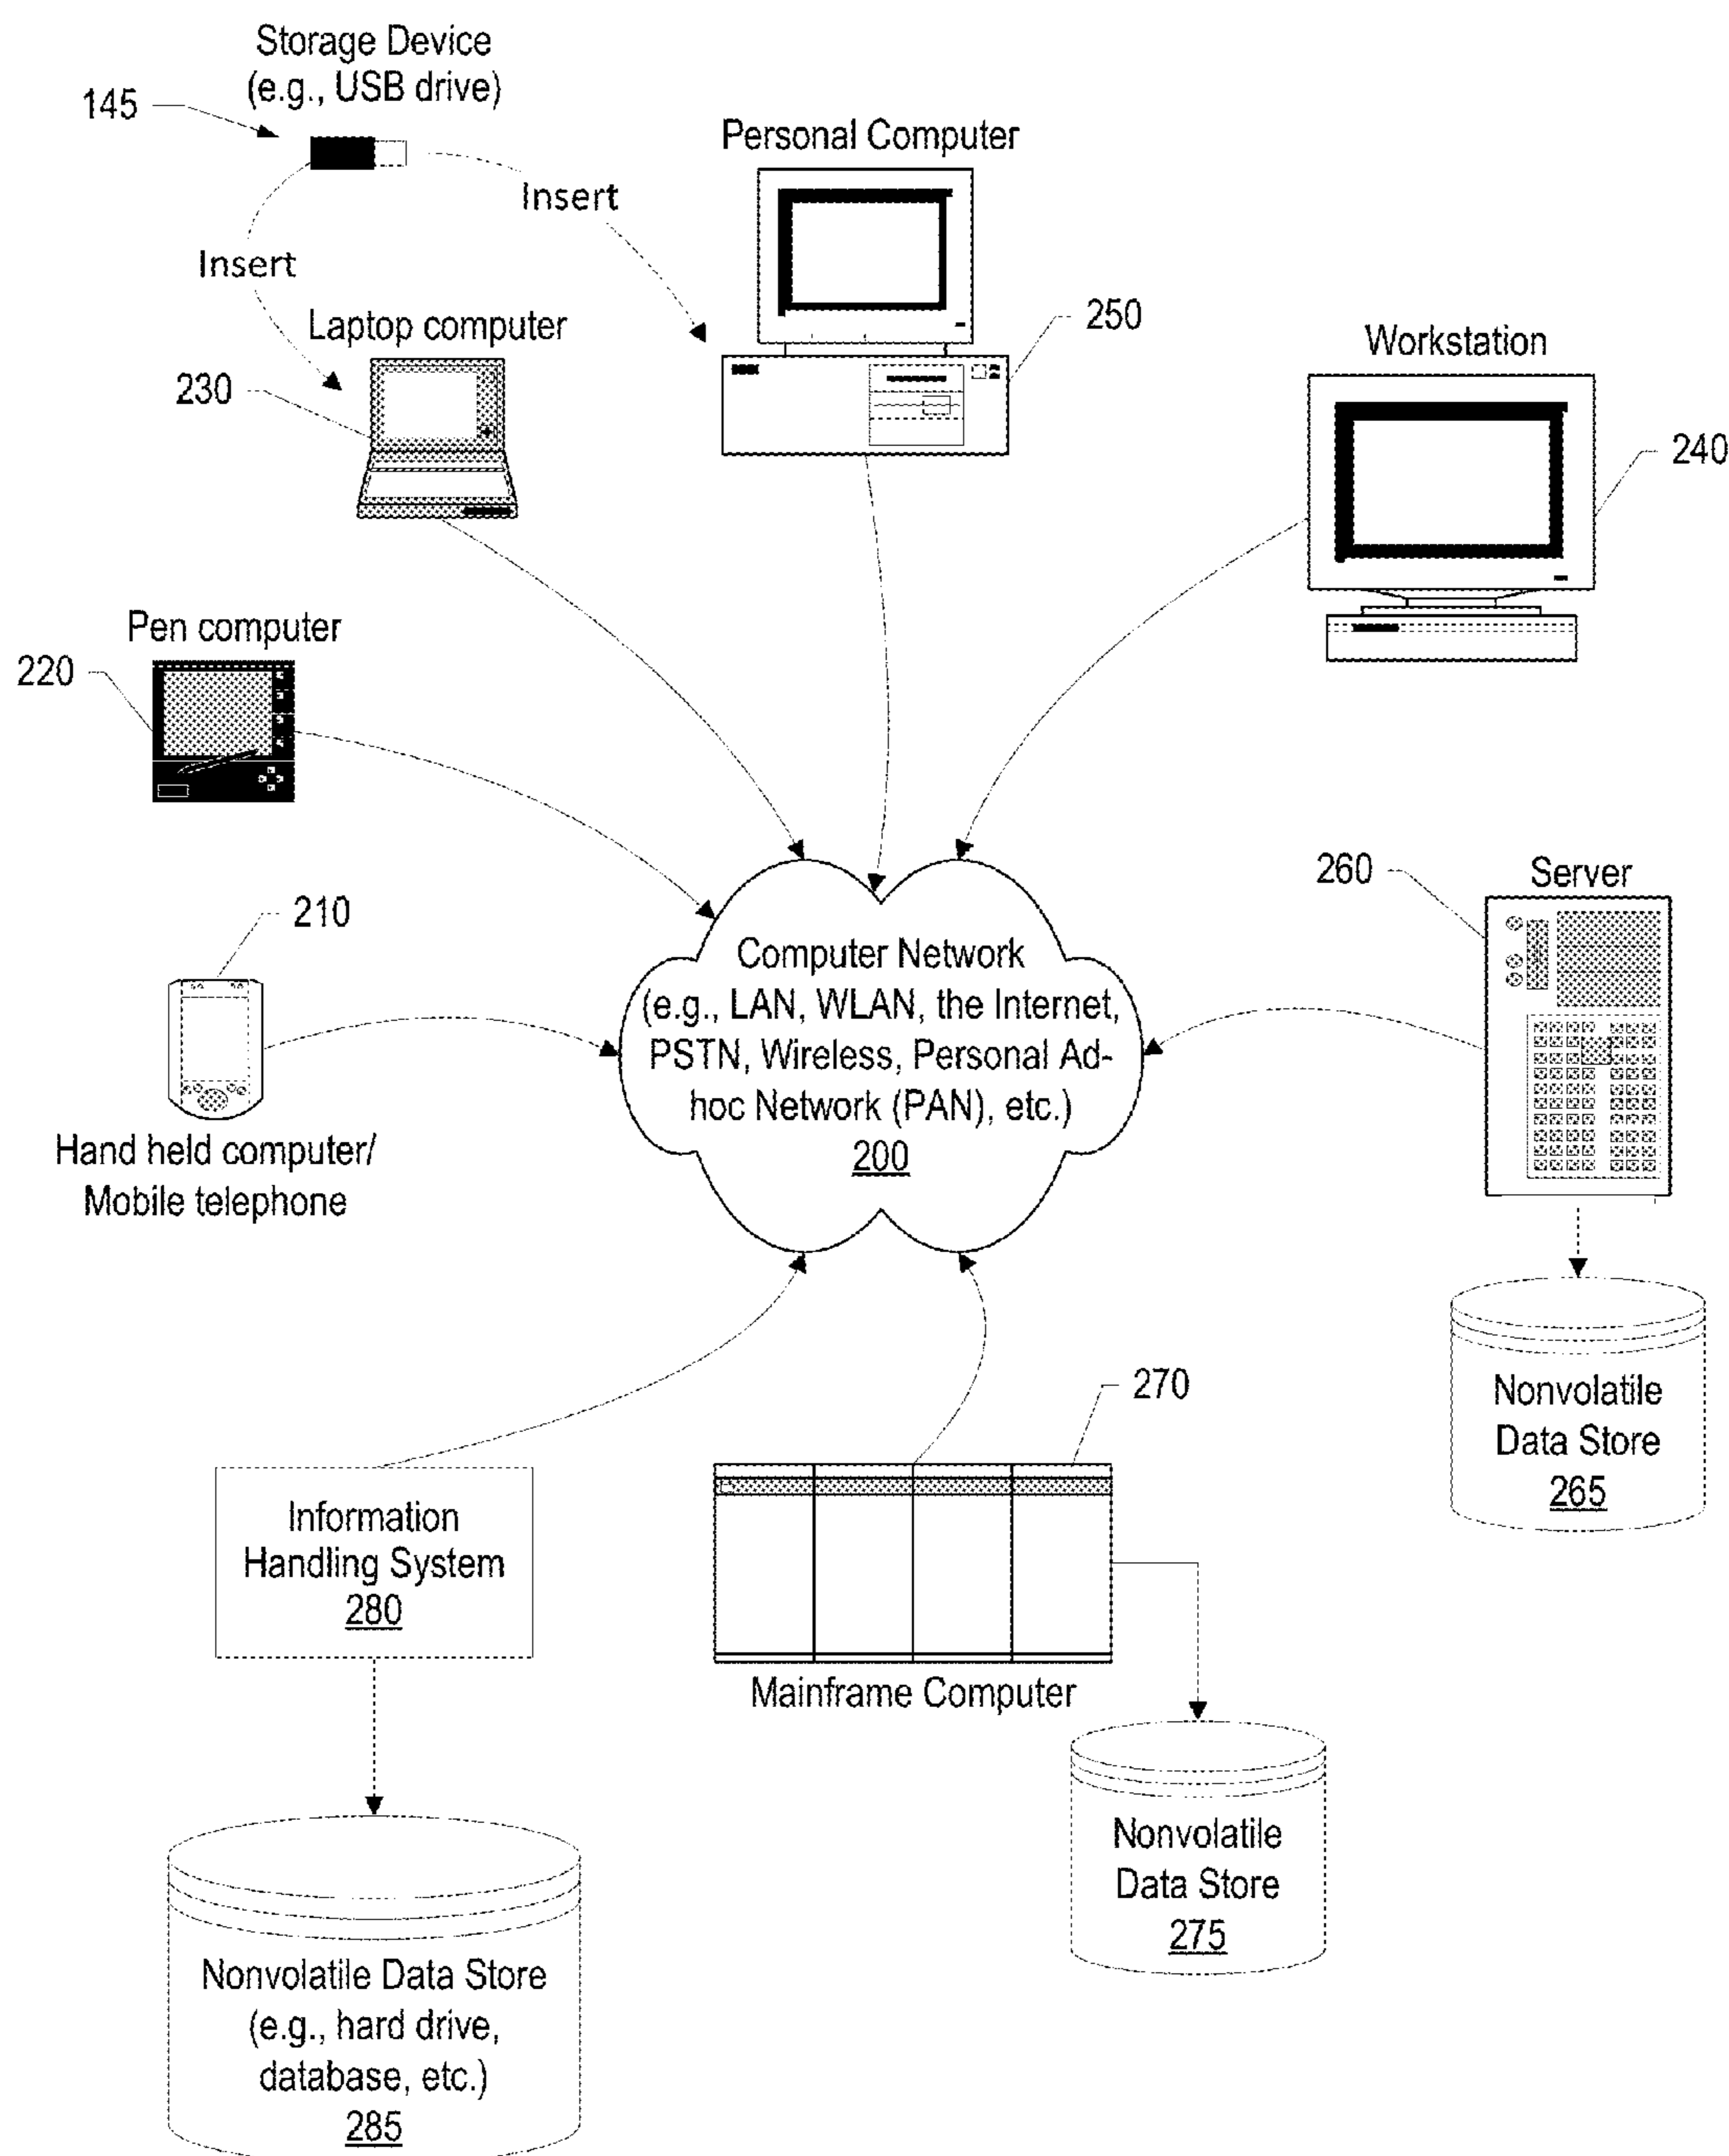 Storage Device
(e.g., USB drive)
145
Insert
Insert
Personal Computer
250
Laptop computer
230
Workstation
240
Pen computer
220
210
Hand held computer/
Mobile telephone
Computer Network
(e.g., LAN, WLAN, the Internet,
PSTN, Wireless, Personal Ad-
hoc Network (PAN), etc.)
200
260
Server
Nonvolatile
Data Store
265
270
Mainframe Computer
Nonvolatile
Data Store
275
Information
Handling System
280
Nonvolatile Data Store
(e.g., hard drive,
database, etc.)
285